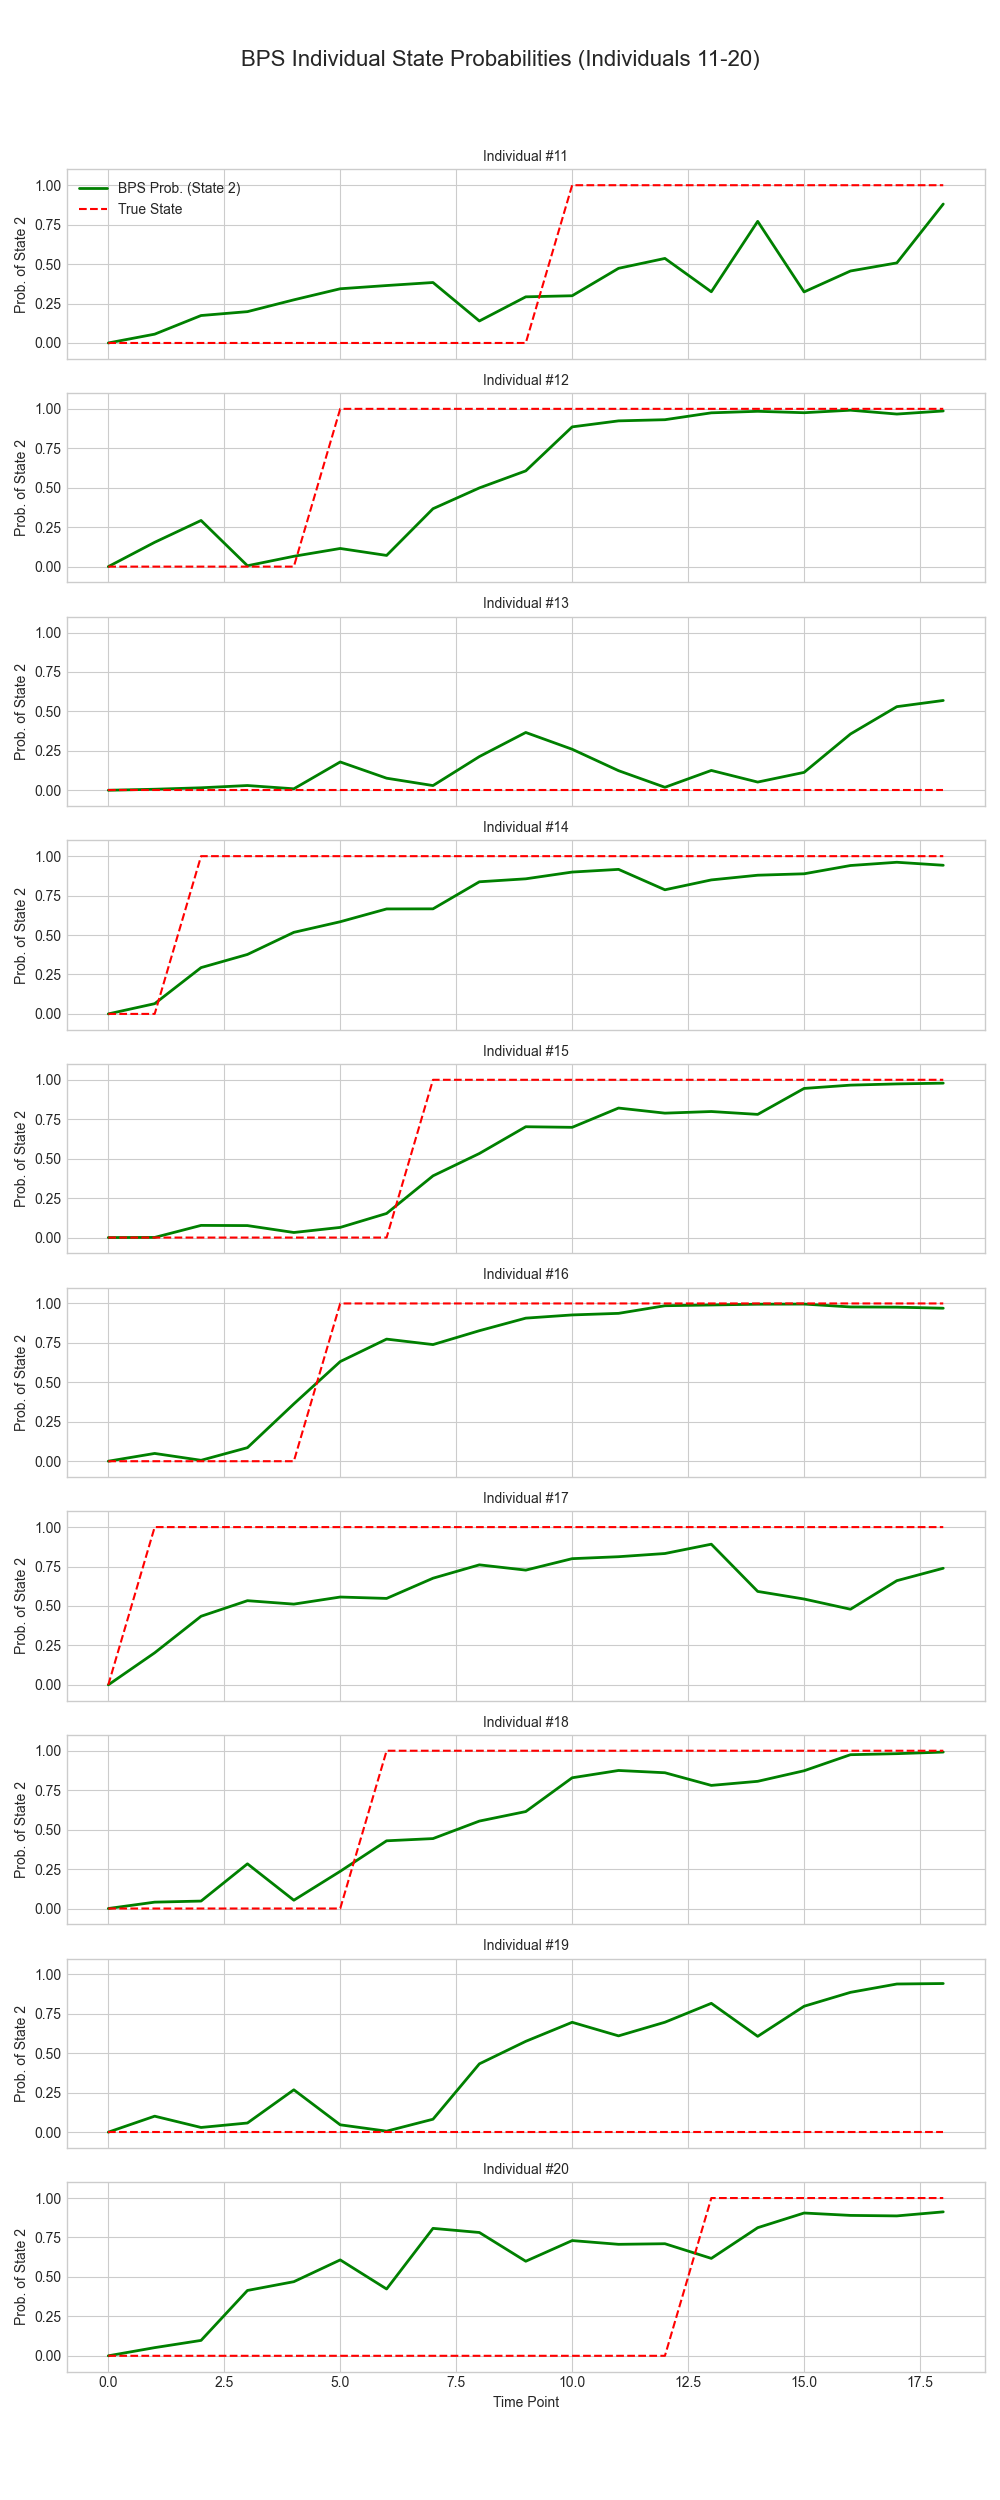 BPS Individual State Probabilities (Individuals 11-20)
Individual #11
Prob. of State 2
1.00
0.75
0.50
0.25
0.00
BPS Prob. (State 2)
True State
Individual #12
Prob. of State 2
1.00
0.75
0.50
0.25
0.00
Individual #13
Prob. of State 2
1.00
0.75
0.50
0.25
0.00
Individual #14
Prob. of State 2
1.00
0.75
0.50
0.25
0.00
Individual #15
Prob. of State 2
1.00
0.75
0.50
0.25
0.00
Individual #16
Prob. of State 2
1.00
0.75
0.50
0.25
0.00
Individual #17
Prob. of State 2
1.00
0.75
0.50
0.25
0.00
Individual #18
Prob. of State 2
1.00
0.75
0.50
0.25
0.00
Individual #19
Prob. of State 2
1.00
0.75
0.50
0.25
0.00
Individual #20
Prob. of State 2
1.00
0.75
0.50
0.25
0.00
0.0 2.5 5.0 7.5 10.0 12.5 15.0 17.5
Time Point